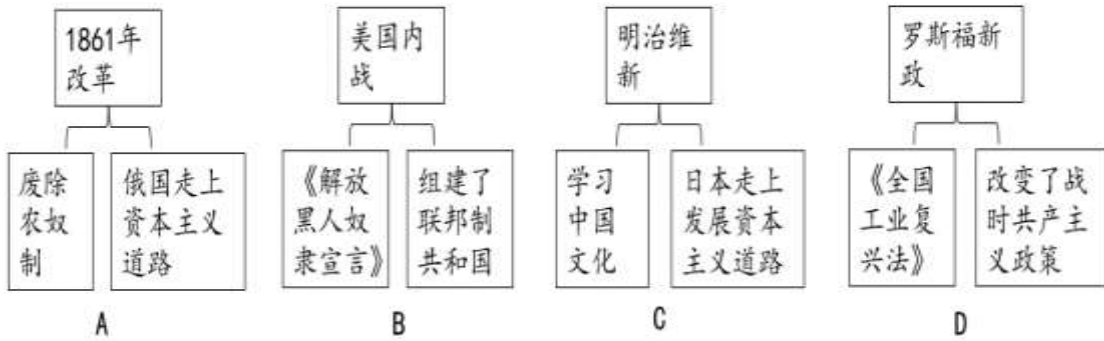 1861年
改革
废除
农奴
制
俄国走上
资本主义
道路
A
美国内
战
《解放
黑人奴
隶宣言》
组建了
联邦制
共和国
B
明治维
新
学习
中国
文化
日本走上
发展资本
主义道路
C
罗斯福新
政
《全国
工业复
兴法》
改变了战
时共产主
义政策
D